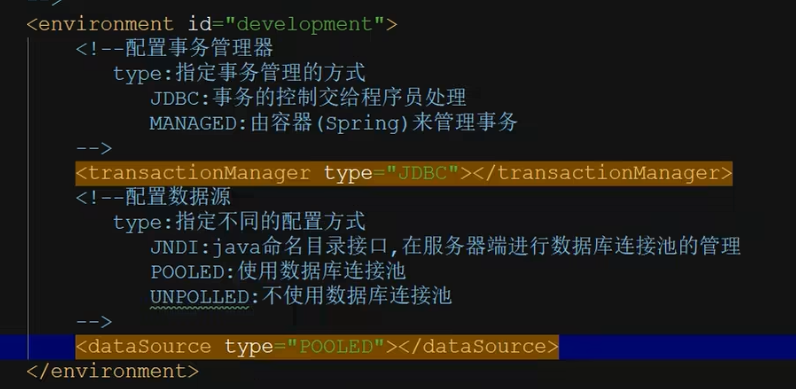 -->
<environment id="development">
<!--配置事务管理器
type:指定事务管理的方式
JDBC:事务的控制交给程序员处理
MANAGED:由容器(Spring)来管理事务
-->
<transactionManager type="JDBC"></transactionManager>
<!--配置数据源
type:指定不同的配置方式
JNDI:java命名目录接口,在服务器端进行数据库连接池的管理
POOLED:使用数据库连接池
UNPOLLED:不使用数据库连接池
-->
<dataSource type="POOLED"></dataSource>
</environment>